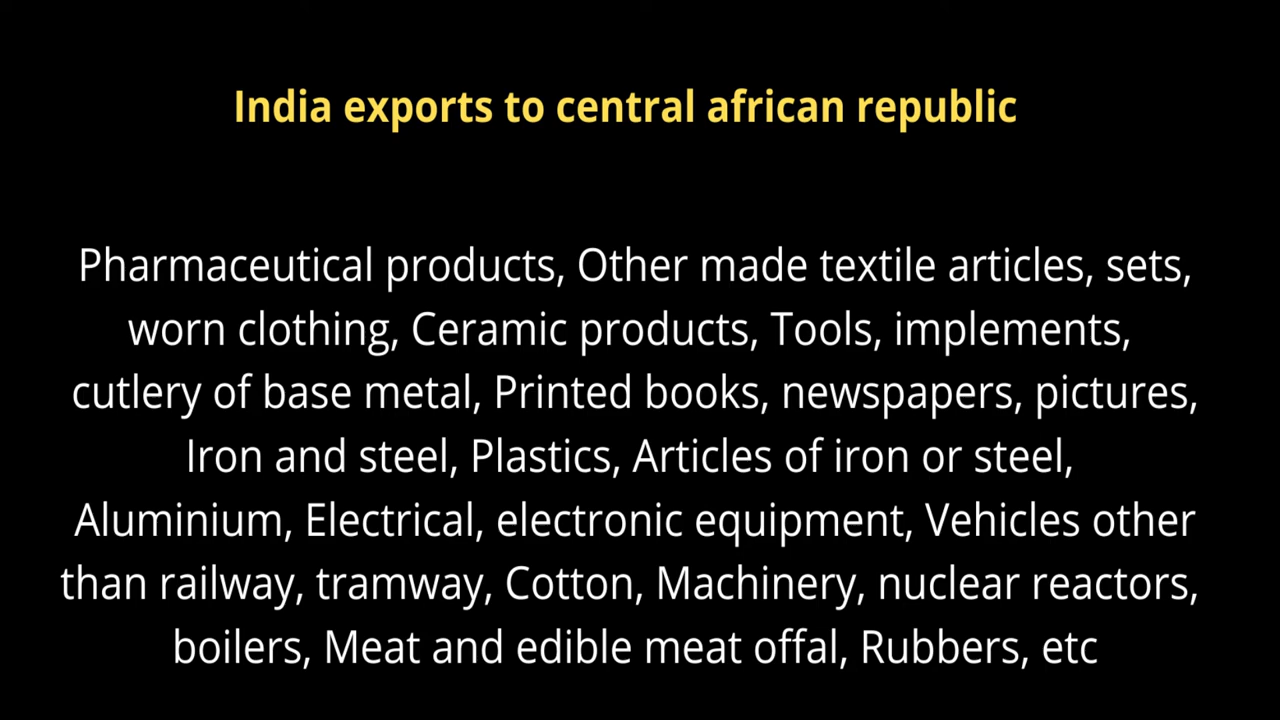 India exports to central african republic
Pharmaceutical products, Other made textile articles, sets,
worn clothing, Ceramic products, Tools, implements,
cutlery of base metal, Printed books, newspapers, pictures,
Iron and steel, Plastics, Articles of iron or steel,
Aluminium, Electrical, electronic equipment, Vehicles other
than railway, tramway, Cotton, Machinery, nuclear reactors,
boilers, Meat and edible meat offal, Rubbers, etc